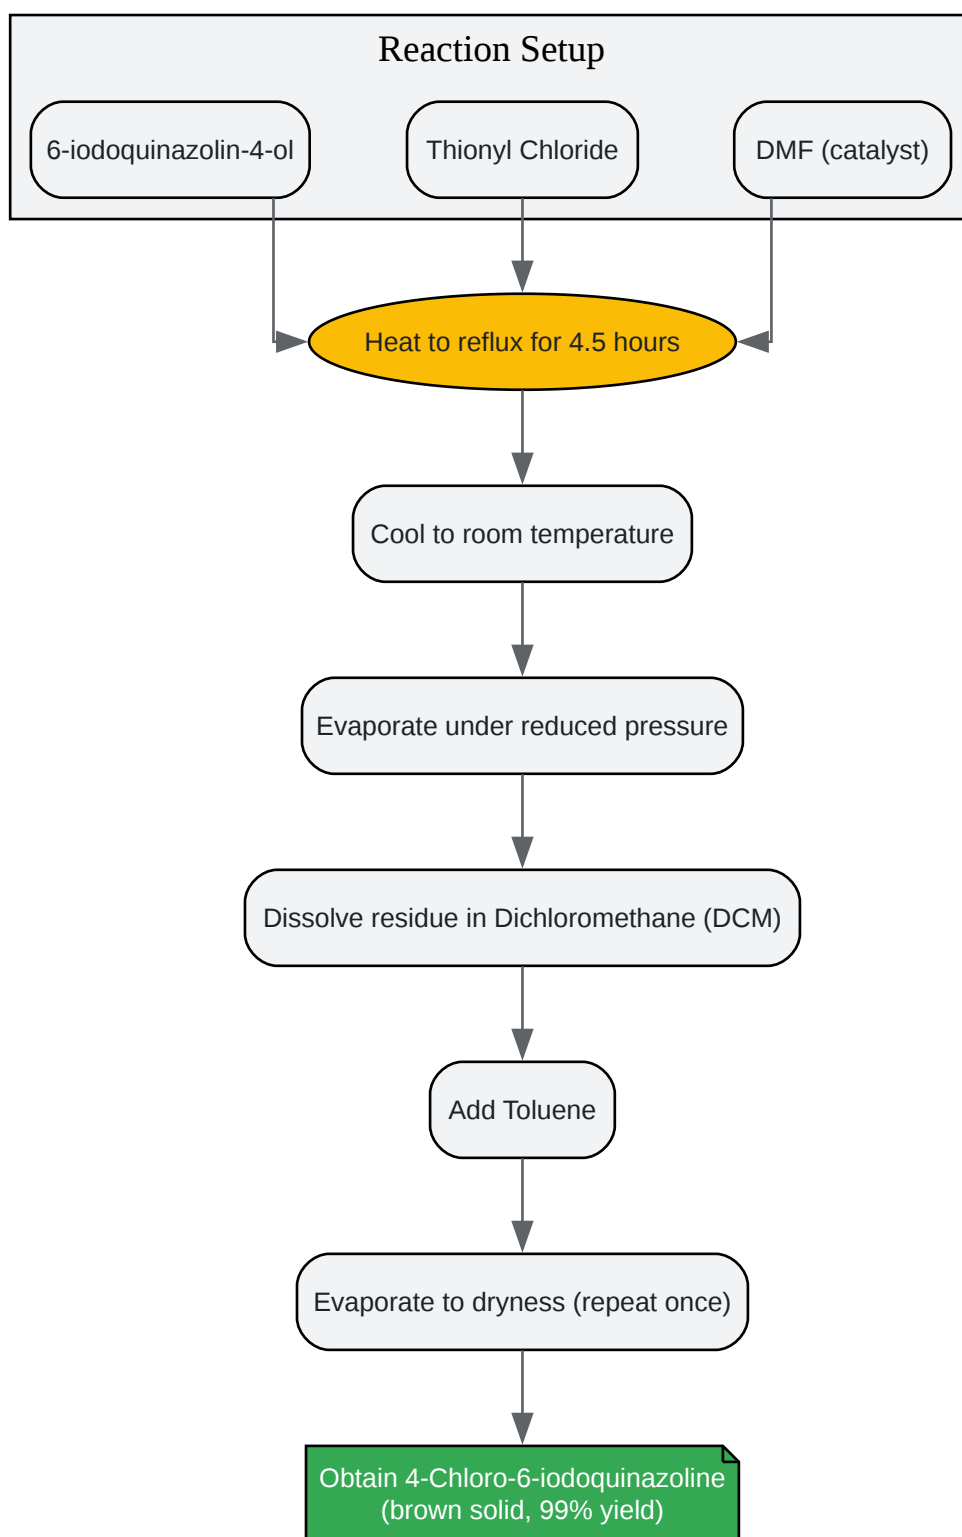 Reaction Setup
6-iodoquinazolin-4-ol
Thionyl Chloride
DMF (catalyst)
Heat to reflux for 4.5 hours
Cool to room temperature
Evaporate under reduced pressure
Dissolve residue in Dichloromethane (DCM)
Add Toluene
Evaporate to dryness (repeat once)
Obtain 4-Chloro-6-iodoquinazoline
(brown solid, 99% yield)